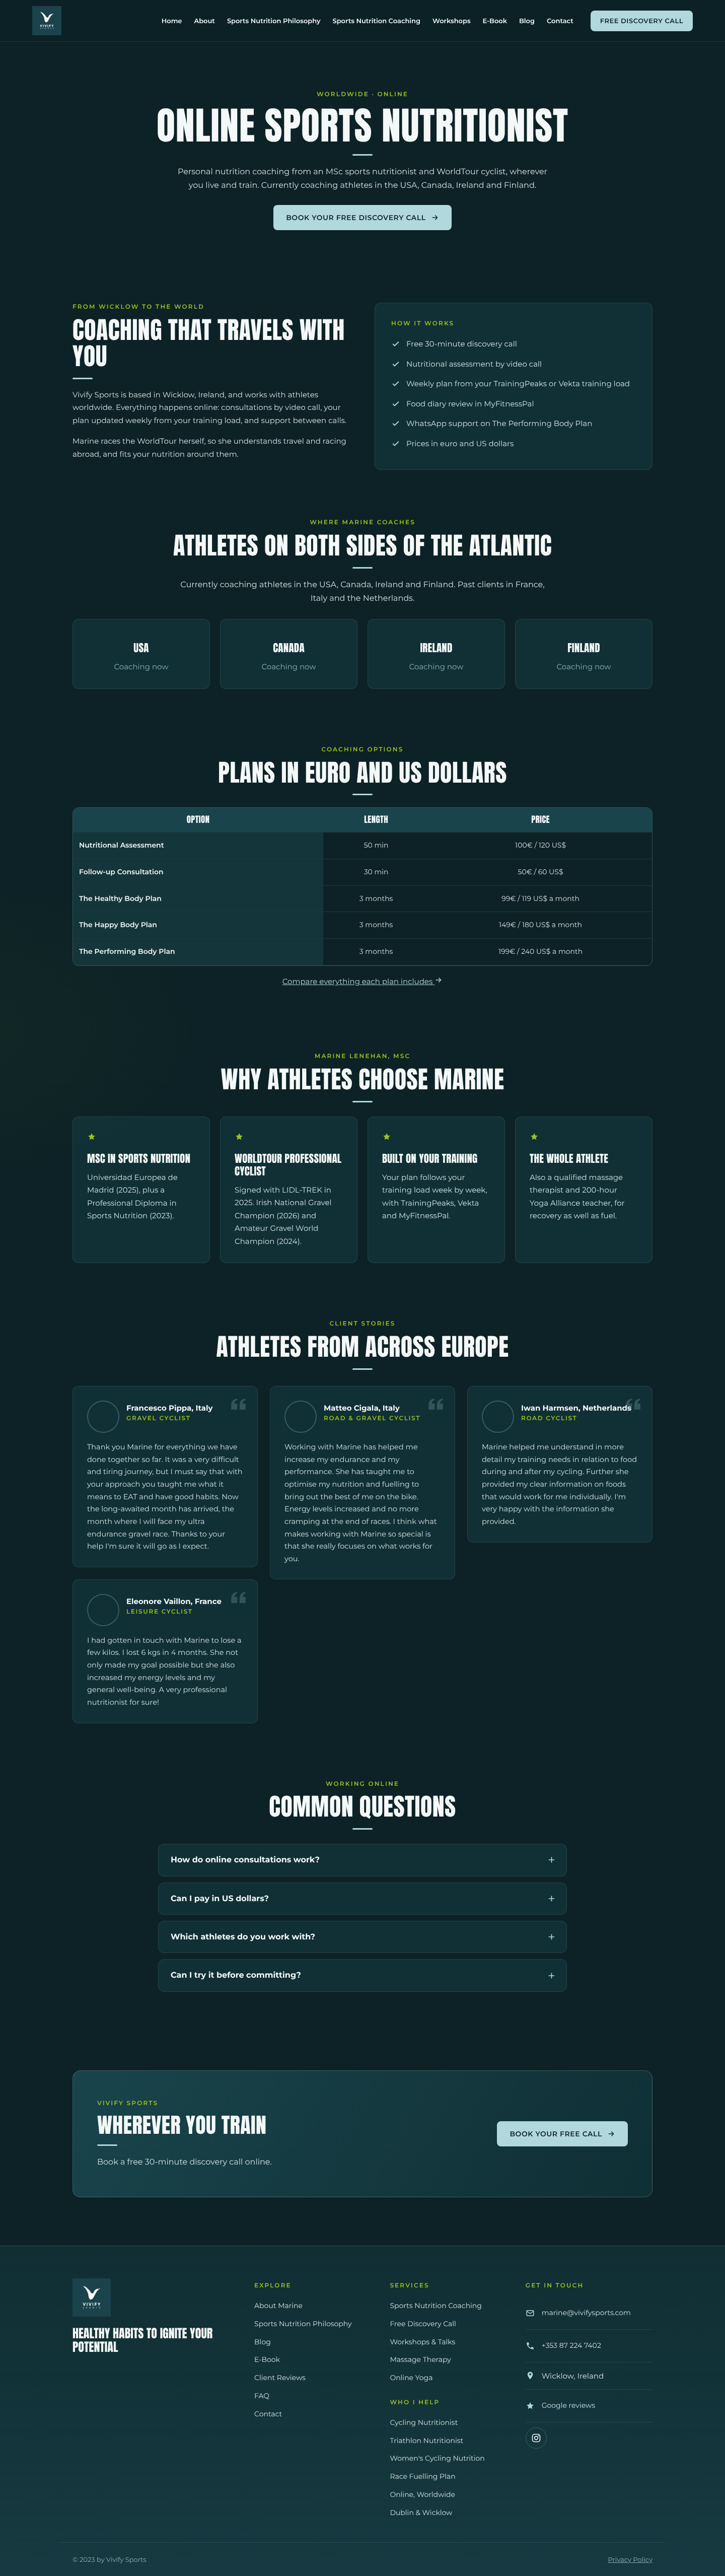 VIVIFY
SPORTS
Home About Sports Nutrition Philosophy Sports Nutrition Coaching Workshops E-Book Blog Contact FREE DISCOVERY CALL
WORLDWIDE · ONLINE
ONLINE SPORTS NUTRITIONIST
Personal nutrition coaching from an MSc sports nutritionist and WorldTour cyclist, wherever
you live and train. Currently coaching athletes in the USA, Canada, Ireland and Finland.
BOOK YOUR FREE DISCOVERY CALL →
FROM WICKLOW TO THE WORLD
COACHING THAT TRAVELS WITH
YOU
Vivify Sports is based in Wicklow, Ireland, and works with athletes
worldwide. Everything happens online: consultations by video call, your
plan updated weekly from your training load, and support between calls.
Marine races the WorldTour herself, so she understands travel and racing
abroad, and fits your nutrition around them.
HOW IT WORKS
Free 30-minute discovery call
Nutritional assessment by video call
Weekly plan from your TrainingPeaks or Vekta training load
Food diary review in MyFitnessPal
WhatsApp support on The Performing Body Plan
Prices in euro and US dollars
WHERE MARINE COACHES
ATHLETES ON BOTH SIDES OF THE ATLANTIC
Currently coaching athletes in the USA, Canada, Ireland and Finland. Past clients in France,
Italy and the Netherlands.
USA
Coaching now
CANADA
Coaching now
IRELAND
Coaching now
FINLAND
Coaching now
COACHING OPTIONS
PLANS IN EURO AND US DOLLARS
OPTION LENGTH PRICE
Nutritional Assessment 50 min 100€ / 120 US$
Follow-up Consultation 30 min 50€ / 60 US$
The Healthy Body Plan 3 months 99€ / 119 US$ a month
The Happy Body Plan 3 months 149€ / 180 US$ a month
The Performing Body Plan 3 months 199€ / 240 US$ a month
Compare everything each plan includes →
MARINE LENEHAN, MSC
WHY ATHLETES CHOOSE MARINE
MSC IN SPORTS NUTRITION
Universidad Europea de
Madrid (2025), plus a
Professional Diploma in
Sports Nutrition (2023).
WORLDTOUR PROFESSIONAL
CYCLIST
Signed with LIDL-TREK in
2025. Irish National Gravel
Champion (2026) and
Amateur Gravel World
Champion (2024).
BUILT ON YOUR TRAINING
Your plan follows your
training load week by week,
with TrainingPeaks, Vekta
and MyFitnessPal.
THE WHOLE ATHLETE
Also a qualified massage
therapist and 200-hour
Yoga Alliance teacher, for
recovery as well as fuel.
CLIENT STORIES
ATHLETES FROM ACROSS EUROPE
Francesco Pippa, Italy
GRAVEL CYCLIST
Thank you Marine for everything we have
done together so far. It was a very difficult
and tiring journey, but I must say that with
your approach you taught me what it
means to EAT and have good habits. Now
the long-awaited month has arrived, the
month where I will face my ultra
endurance gravel race. Thanks to your
help I'm sure it will go as I expect.
Matteo Cigala, Italy
ROAD & GRAVEL CYCLIST
Working with Marine has helped me
increase my endurance and my
performance. She has taught me to
optimise my nutrition and fuelling to
bring out the best of me on the bike.
Energy levels increased and no more
cramping at the end of races. I think what
makes working with Marine so special is
that she really focuses on what works for
you.
Iwan Harmsen, Netherlands
ROAD CYCLIST
Marine helped me understand in more
detail my training needs in relation to food
during and after my cycling. Further she
provided my clear information on foods
that would work for me individually. I'm
very happy with the information she
provided.
Eleonore Vaillon, France
LEISURE CYCLIST
I had gotten in touch with Marine to lose a
few kilos. I lost 6 kgs in 4 months. She not
only made my goal possible but she also
increased my energy levels and my
general well-being. A very professional
nutritionist for sure!
WORKING ONLINE
COMMON QUESTIONS
How do online consultations work? +
Can I pay in US dollars? +
Which athletes do you work with? +
Can I try it before committing? +
VIVIFY SPORTS
WHEREVER YOU TRAIN
Book a free 30-minute discovery call online.
BOOK YOUR FREE CALL →
VIVIFY
SPORTS
HEALTHY HABITS TO IGNITE YOUR
POTENTIAL
EXPLORE
About Marine
Sports Nutrition Philosophy
Blog
E-Book
Client Reviews
FAQ
Contact
SERVICES
Sports Nutrition Coaching
Free Discovery Call
Workshops & Talks
Massage Therapy
Online Yoga
WHO I HELP
Cycling Nutritionist
Triathlon Nutritionist
Women's Cycling Nutrition
Race Fuelling Plan
Online, Worldwide
Dublin & Wicklow
GET IN TOUCH
marine@vivifysports.com
+353 87 224 7402
Wicklow, Ireland
Google reviews
© 2023 by Vivify Sports
Privacy Policy